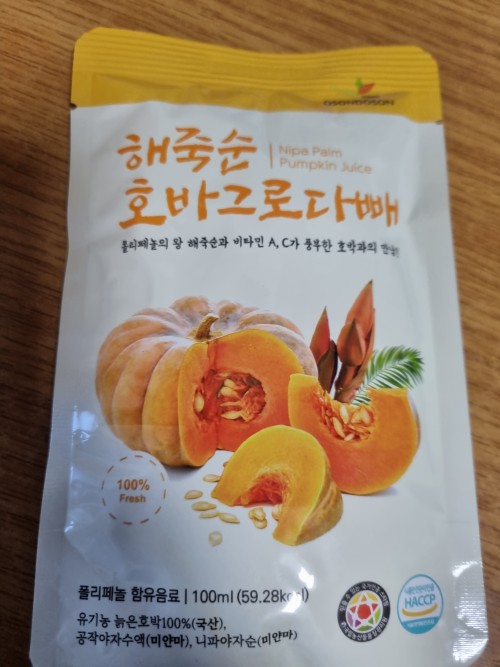 OSONDOSON
해죽순
Nipa Palm
Pumpkin Juice
호바그로다빼
폴리페놀의 왕 해죽순과 비타민 A, C가 풍부한 호박과의
100%
Fresh
폴리페놀 함유음료 | 100ml (59.28kcal)
유기농 늙은호박100%(국산),
공작야자수액(미얀마), 니파야자순(미얀마)
HACCP